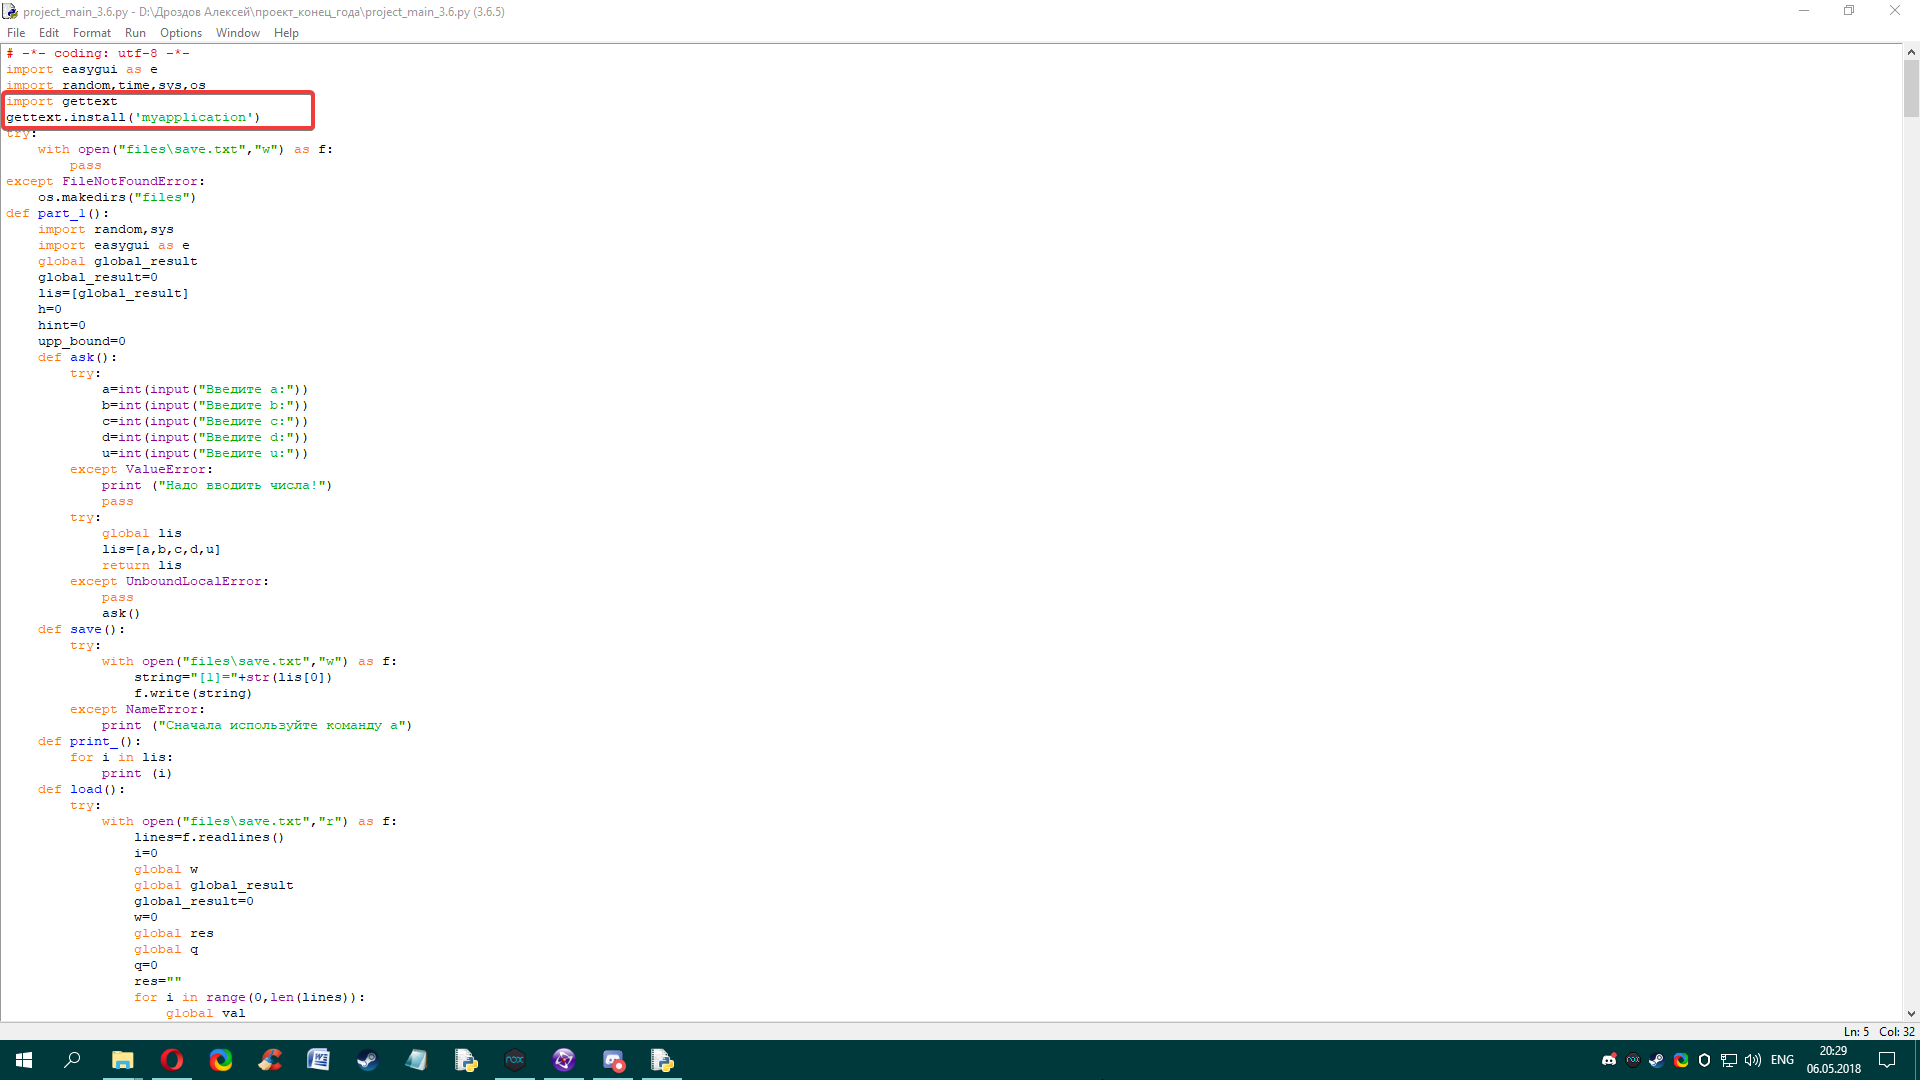 project_main_3.6.py - D:\Дроздов Алексей\проект_конец_года\project_main_3.6.py (3.6.5)
File Edit Format Run Options Window Help
# -*- coding: utf-8 -*-
import easygui as e
import random,time,sys,os
import gettext
gettext.install('myapplication')
try:
    with open("files\save.txt","w") as f:
        pass
except FileNotFoundError:
    os.makedirs("files")
def part_1():
    import random,sys
    import easygui as e
    global global_result
    global_result=0
    lis=[global_result]
    h=0
    hint=0
    upp_bound=0
    def ask():
        try:
            a=int(input("Введите a:"))
            b=int(input("Введите b:"))
            c=int(input("Введите c:"))
            d=int(input("Введите d:"))
            u=int(input("Введите u:"))
        except ValueError:
            print ("Надо вводить числа!")
            pass
        try:
            global lis
            lis=[a,b,c,d,u]
            return lis
        except UnboundLocalError:
            pass
            ask()
    def save():
        try:
            with open("files\save.txt","w") as f:
                string="[1]="+str(lis[0])
                f.write(string)
        except NameError:
            print ("Сначала используйте команду a")
    def print_():
        for i in lis:
            print (i)
    def load():
        try:
            with open("files\save.txt","r") as f:
                lines=f.readlines()
                i=0
                global w
                global global_result
                global_result=0
                w=0
                global res
                global q
                q=0
                res=""
                for i in range(0,len(lines)):
                    global val
Ln: 5 Col: 32
nox
nox
ENG
20:29
06.05.2018